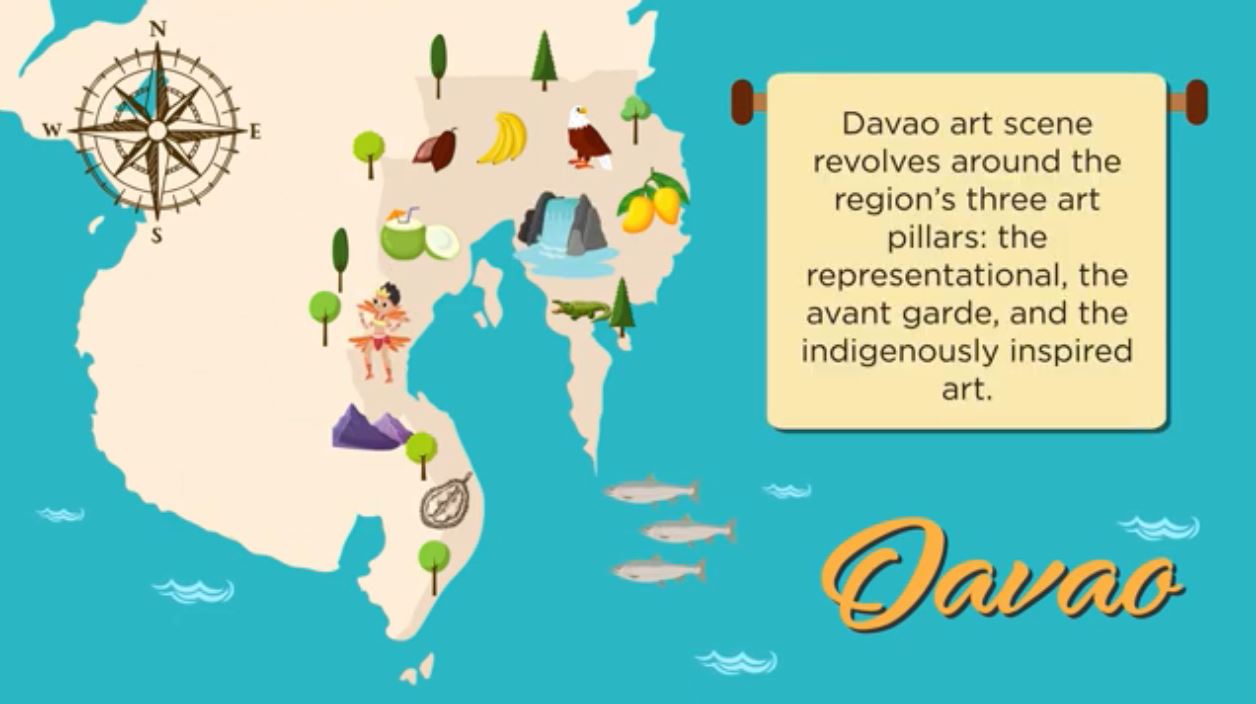 N
W
E
S
Davao art scene
revolves around the
region's three art
pillars: the
representational, the
avant garde, and the
indigenously inspired
art.
Davao